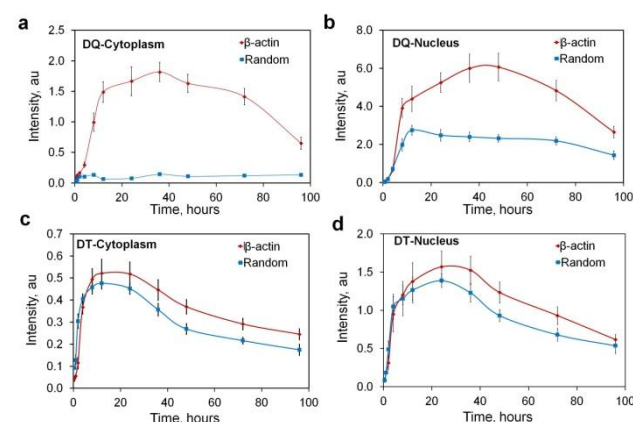 a
DQ-Cytoplasm
β-actin
Random
Intensity, au
2.5
2.0
1.5
1.0
0.5
0.0
0 20 40 60 80 100
Time, hours
b
DQ-Nucleus
β-actin
Random
Intensity, au
8.0
6.0
4.0
2.0
0.0
0 20 40 60 80 100
Time, hours
c
DT-Cytoplasm
β-actin
Random
Intensity, au
0.7
0.6
0.5
0.4
0.3
0.2
0.1
0
0 20 40 60 80 100
Time, hours
d
DT-Nucleus
β-actin
Random
Intensity, au
2.0
1.5
1.0
0.5
0.0
0 20 40 60 80 100
Time, hours